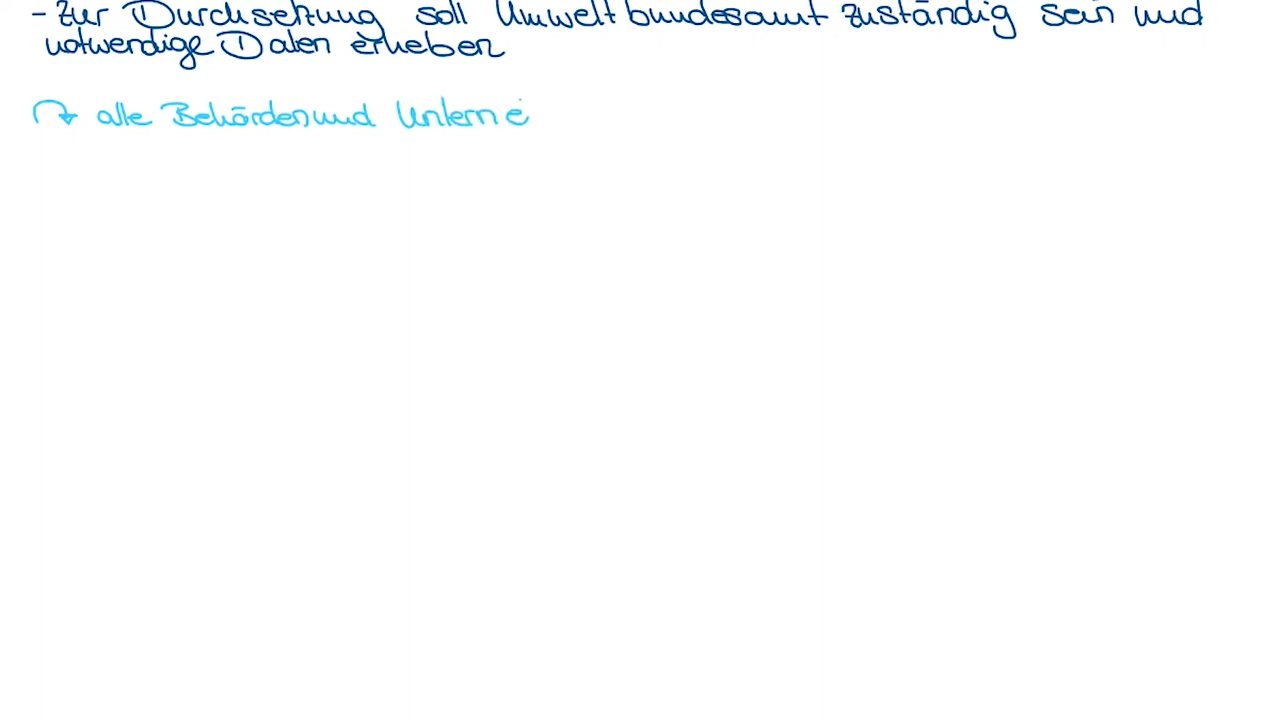 - Zur Durchsetzung soll Umweltbundesamt zuständig sein und
notwendige Daten erheben
alle Behörden und Unterne